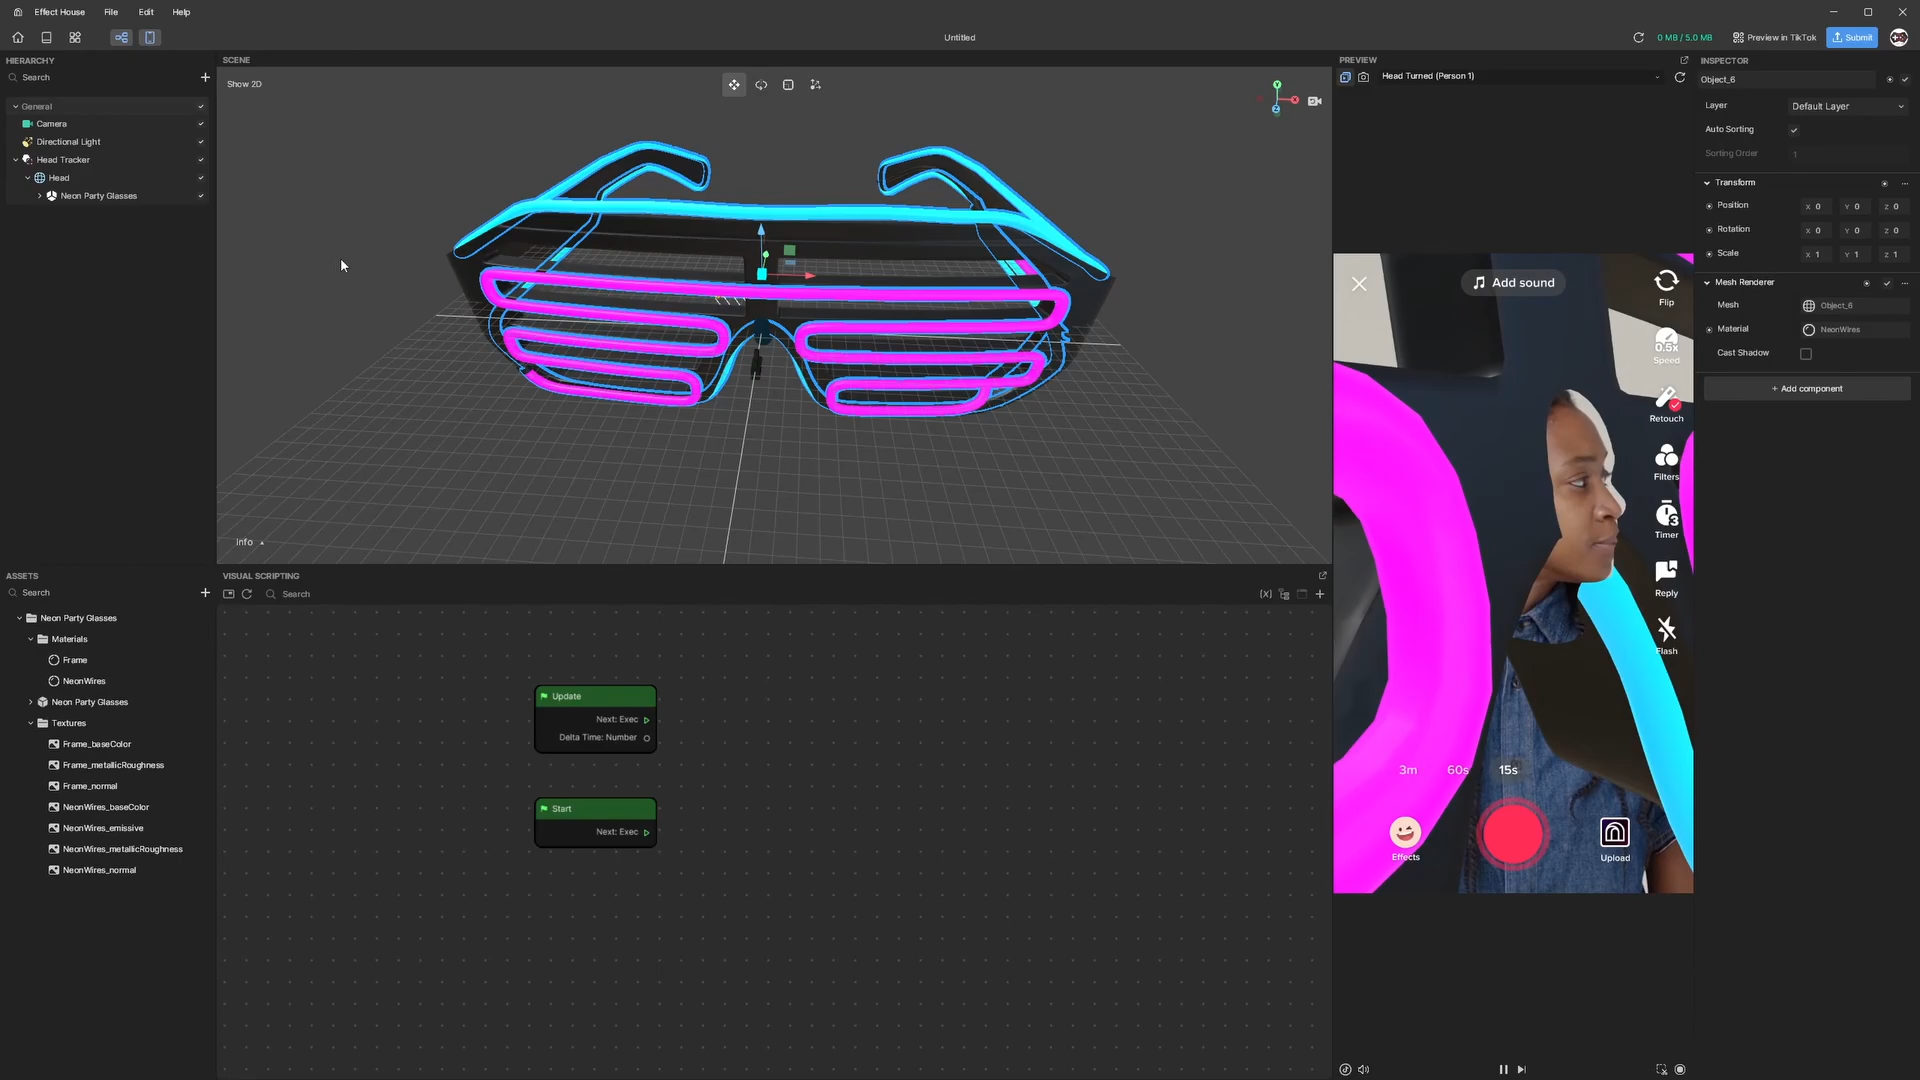 Effect House File Edit Help
Untitled
0 MB / 5.0 MB
Preview in TikTok
Submit
HIERARCHY
Search
General
Camera
Directional Light
Head Tracker
Head
Neon Party Glasses
SCENE
Show 2D
Y
X
Z
Info
ASSETS
Search
Neon Party Glasses
Materials
Frame
NeonWires
Neon Party Glasses
Textures
Frame_baseColor
Frame_metallicRoughness
Frame_normal
NeonWires_baseColor
NeonWires_emissive
NeonWires_metallicRoughness
NeonWires_normal
VISUAL SCRIPTING
Search
(X)
Update
Next: Exec
Delta Time: Number
Start
Next: Exec
PREVIEW
Head Turned (Person 1)
Add sound
Flip
0.5x
Speed
Retouch
Filters
3
Timer
Reply
Flash
3m 60s 15s
Effects
Upload
INSPECTOR
Object_6
Layer Default Layer
Auto Sorting
Sorting Order 1
Transform
Position X 0 Y 0 Z 0
Rotation X 0 Y 0 Z 0
Scale X 1 Y 1 Z 1
Mesh Renderer
Mesh Object_6
Material NeonWires
Cast Shadow
+ Add component